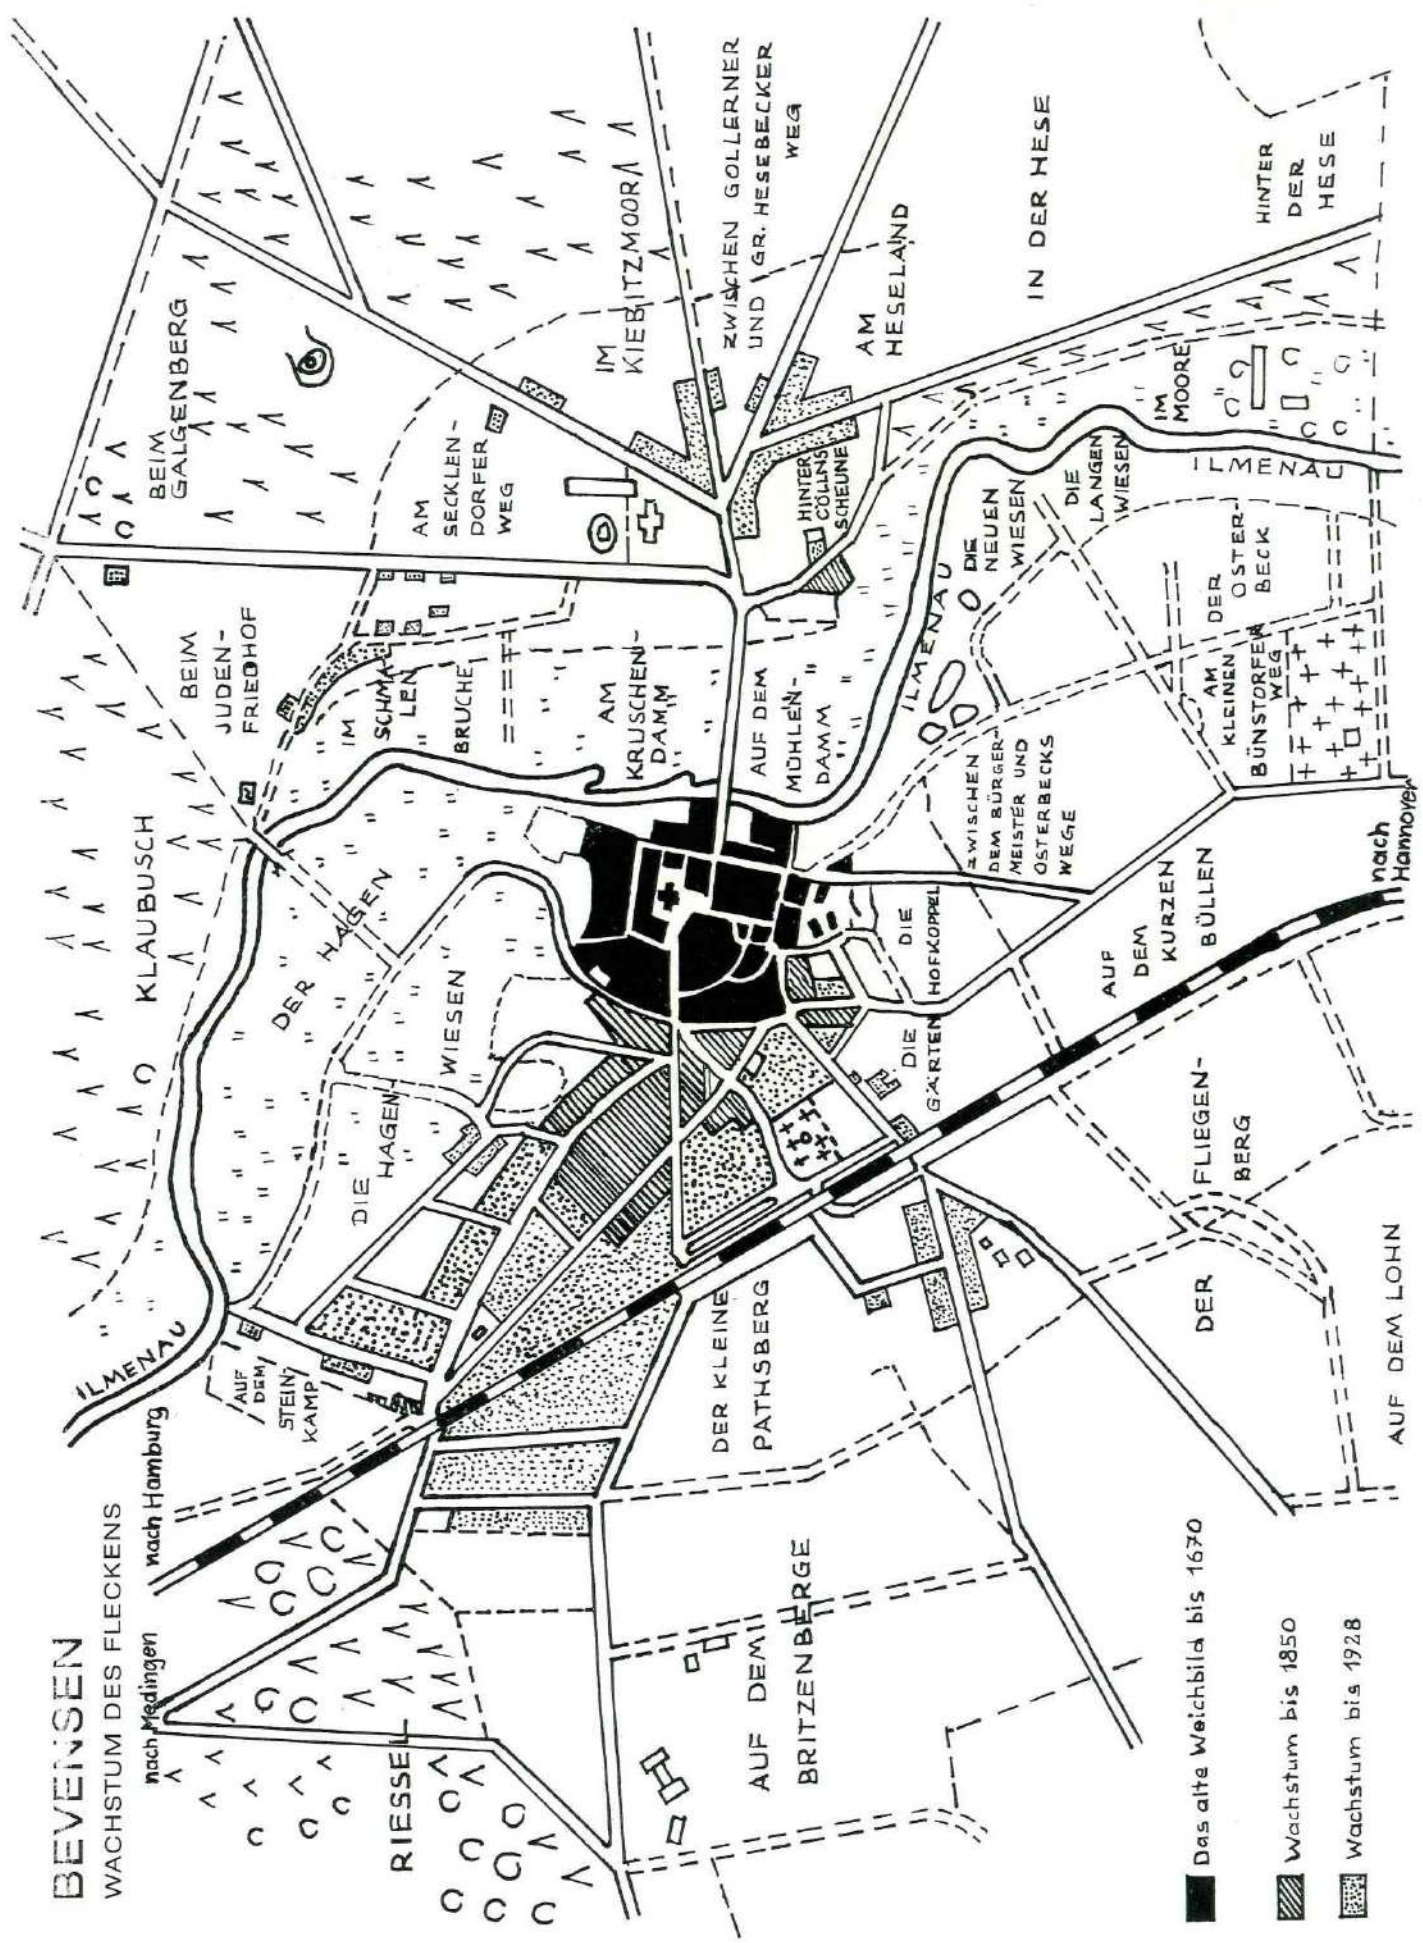 BEVENSEN
WACHSTUM DES FLECKENS
nach Medingen
nach Hamburg
ILMENAU
KLAUBUSCH
BEIM
JUDEN-
FRIEDHOF
BEIM
GALGENBERG
DER HAGEN
DIE HAGEN
WIESEN
AUF
DEM
STEIN
KAMP
RIESSEL
IM
SCHMA
LEN
BRUCHE
AM
SECKLEN-
DORFER
WEG
IM
KIEBITZMOOR
AM
KRUSCHEN-
DAMM
AUF DEM
MÜHLEN-
DAMM
ZWISCHEN GOLLERNER
UND GR. HESEBECKER
WEG
HINTER
CÖLLNS
SCHEUNE
AM
HESELAND
IN DER HESE
HINTER
DER
HESE
IM
MOORE
ILMENAU
ILMENAU
DIE
NEUEN
WIESEN
DIE
LANGEN
WIESEN
AM
KLEINEN
BÜNSTORFER
WEG
AN DER
OSTER-
BECK
ZWISCHEN
DEM BÜRGER-
MEISTER UND
OSTERBECKS
WEGE
DIE
HOFKOPPEL
DIE
GÄRTEN
AUF
DEM
KURZEN
BÜLLEN
nach
Hannover
DER KLEINE
PATHSBERG
AUF DEM
BRITZENBERGE
DER
FLIEGEN-
BERG
AUF DEM LOHN
Das alte Weichbild bis 1670
Wachstum bis 1850
Wachstum bis 1928